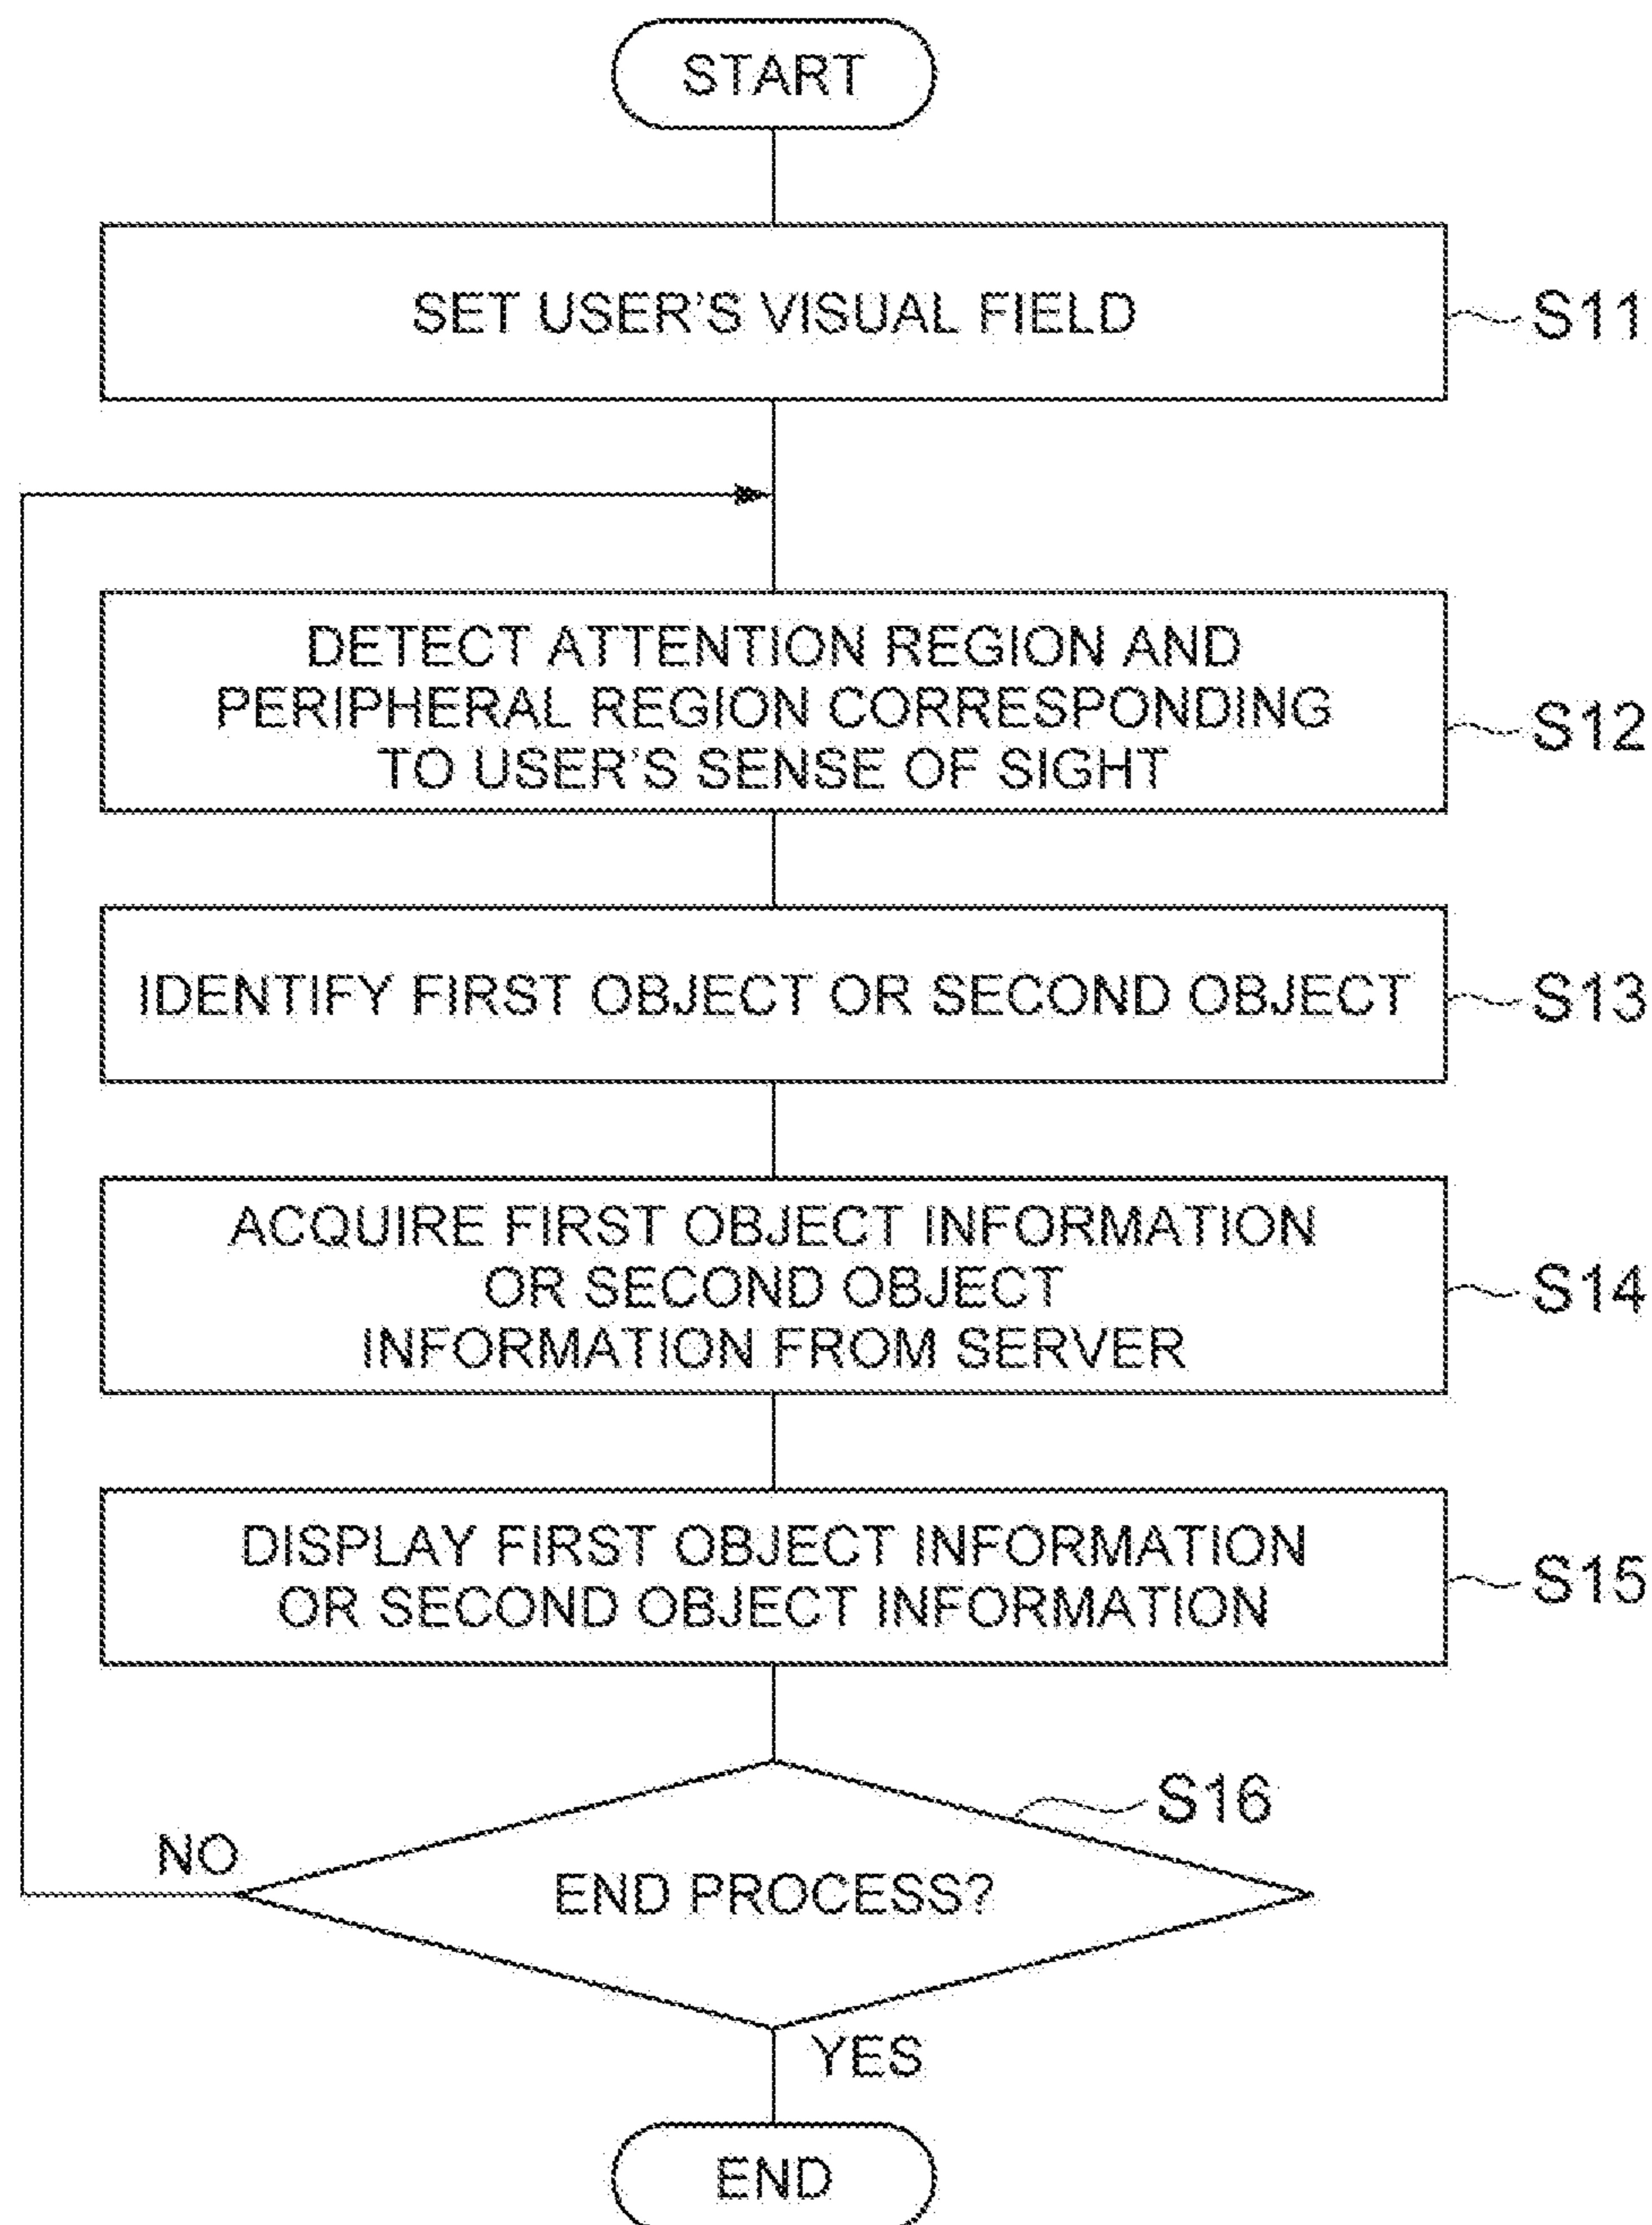 START
SET USER'S VISUAL FIELD
S11
DETECT ATTENTION REGION AND
PERIPHERAL REGION CORRESPONDING
TO USER'S SENSE OF SIGHT
S12
IDENTIFY FIRST OBJECT OR SECOND OBJECT
S13
ACQUIRE FIRST OBJECT INFORMATION
OR SECOND OBJECT
INFORMATION FROM SERVER
S14
DISPLAY FIRST OBJECT INFORMATION
OR SECOND OBJECT INFORMATION
S15
S16
NO
END PROCESS?
YES
END